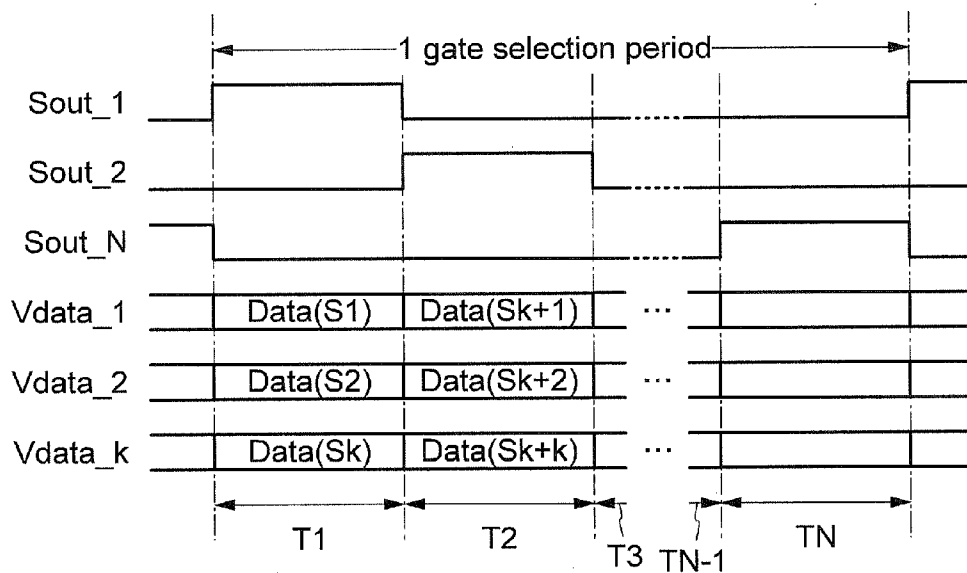 1 gate selection period
Sout_1
Sout_2
Sout_N
Vdata_1 Data(S1) Data(Sk+1) ...
Vdata_2 Data(S2) Data(Sk+2) ...
Vdata_k Data(Sk) Data(Sk+k) ...
T1 T2 T3 TN-1 TN